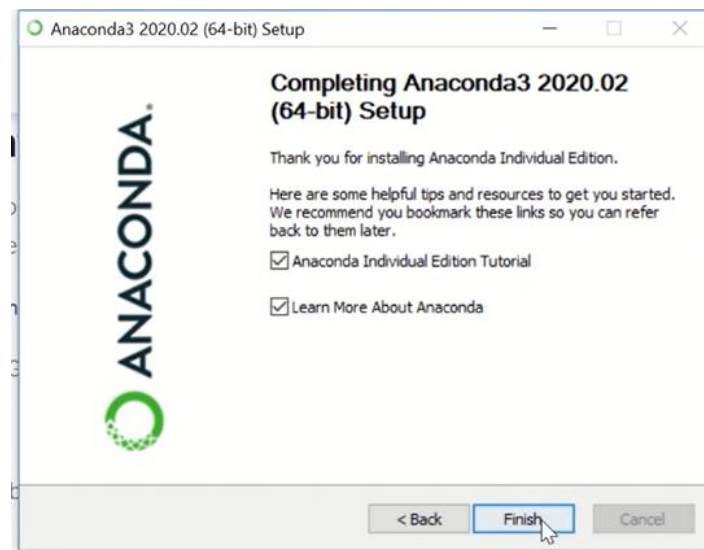 Anaconda3 2020.02 (64-bit) Setup
Completing Anaconda3 2020.02
(64-bit) Setup
Thank you for installing Anaconda Individual Edition.
Here are some helpful tips and resources to get you started.
We recommend you bookmark these links so you can refer
back to them later.
Anaconda Individual Edition Tutorial
Learn More About Anaconda
ANACONDA.
< Back
Finish
Cancel